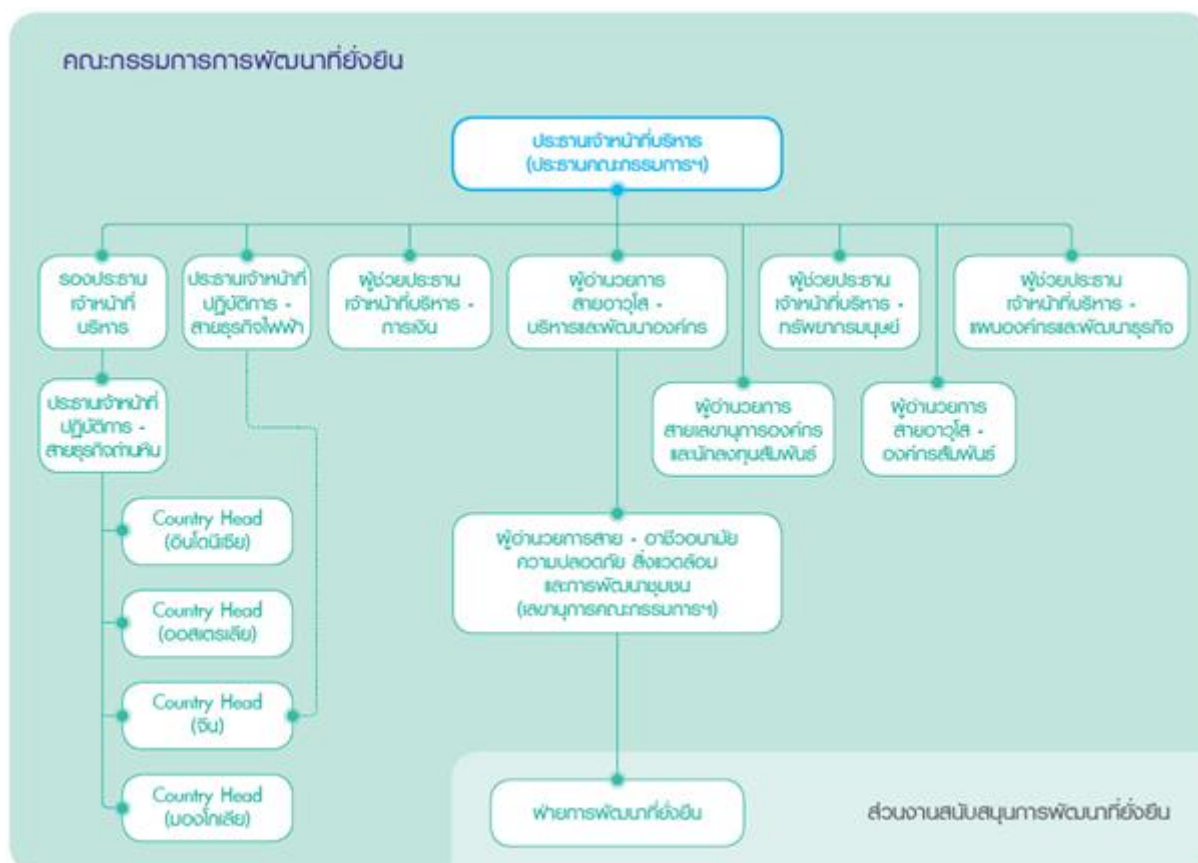 คณะกรรมการการพัฒนาที่ยั่งยืน
ประธานเจ้าหน้าที่บริหาร
(ประธานคณะกรรมการฯ)
รองประธาน
เจ้าหน้าที่
บริหาร
ประธานเจ้าหน้าที่
ปฏิบัติการ -
สายธุรกิจไฟฟ้า
ผู้ช่วยประธาน
เจ้าหน้าที่บริหาร -
การเงิน
ผู้อำนวยการ
สายอาวุโส -
บริหารและพัฒนาองค์กร
ผู้ช่วยประธาน
เจ้าหน้าที่บริหาร -
ทรัพยากรมนุษย์
ผู้ช่วยประธาน
เจ้าหน้าที่บริหาร -
แผนองค์กรและพัฒนาธุรกิจ
ประธานเจ้าหน้าที่
ปฏิบัติการ -
สายธุรกิจถ่านหิน
ผู้อำนวยการ
สายเลขานุการองค์กร
และนักลงทุนสัมพันธ์
ผู้อำนวยการ
สายอาวุโส -
องค์กรสัมพันธ์
Country Head
(อินโดนีเซีย)
Country Head
(ออสเตรเลีย)
Country Head
(จีน)
Country Head
(มองโกเลีย)
ผู้อำนวยการสาย - อาชีวอนามัย
ความปลอดภัย สิ่งแวดล้อม
และการพัฒนาชุมชน
(เลขานุการคณะกรรมการฯ)
ฝ่ายการพัฒนาที่ยั่งยืน
ส่วนงานสนับสนุนการพัฒนาที่ยั่งยืน